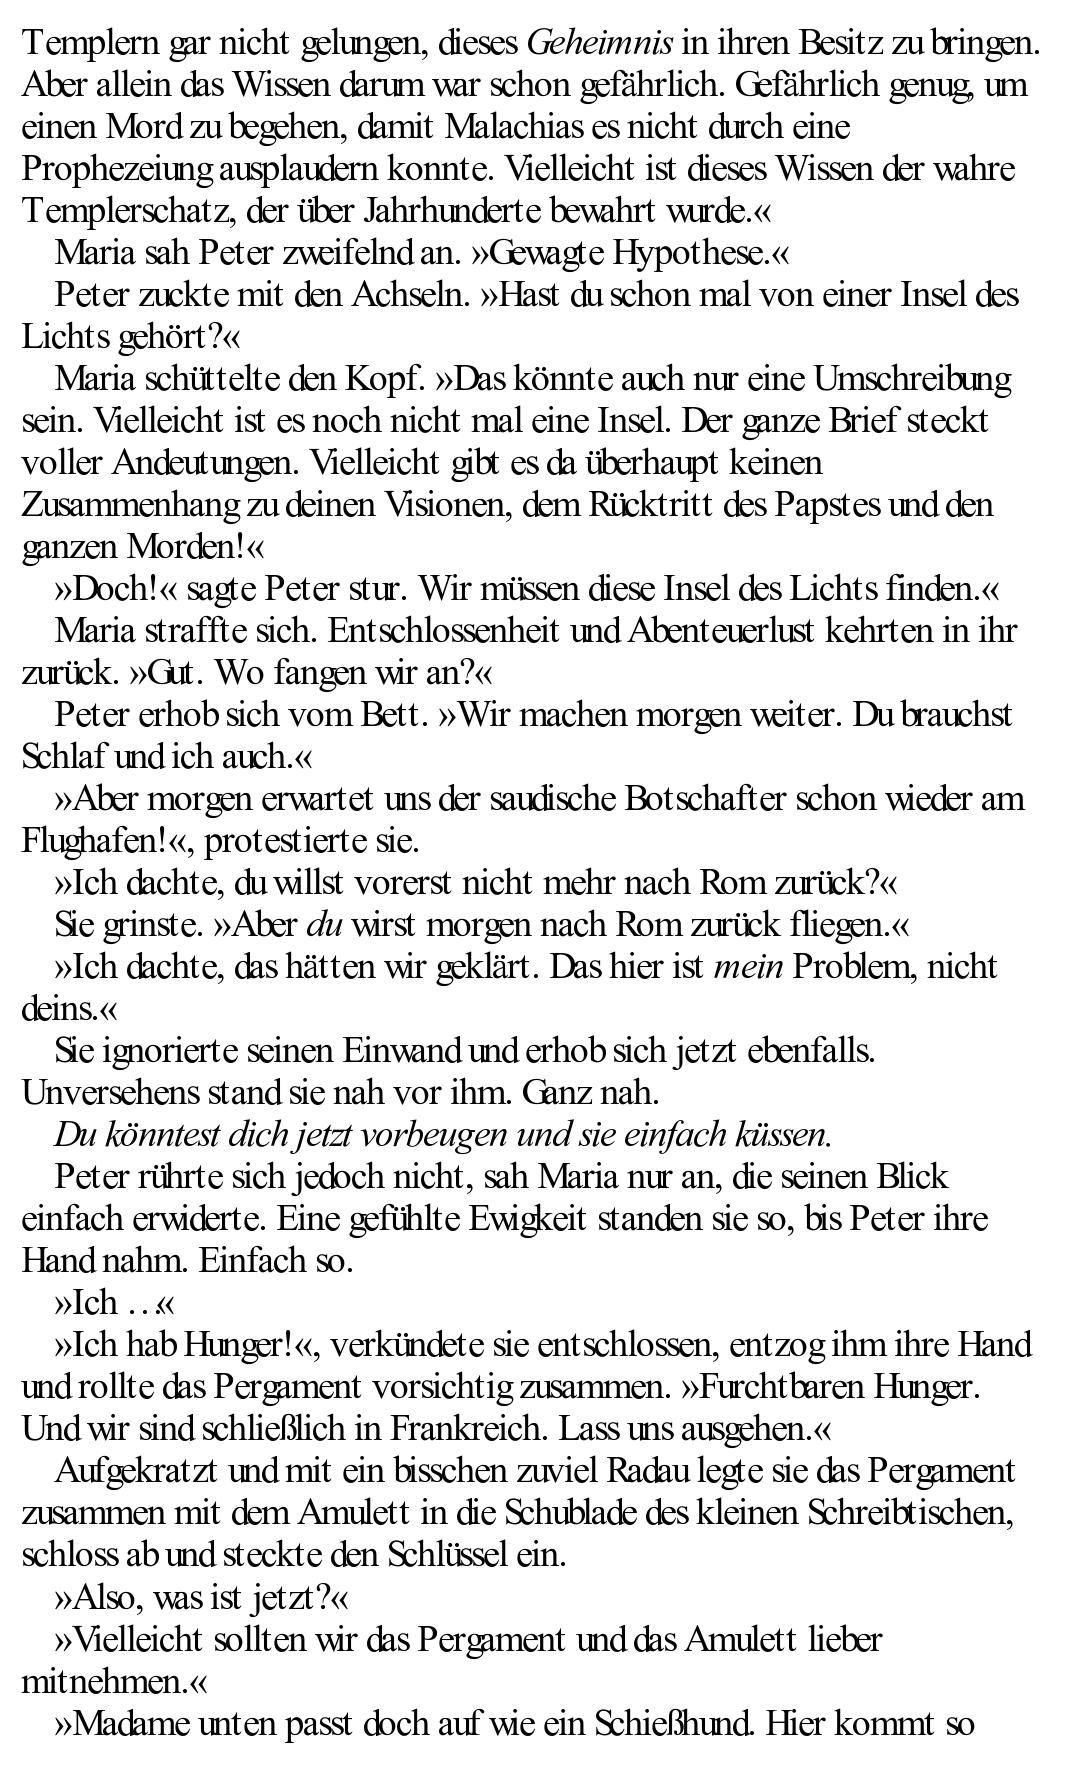 Templern gar nicht gelungen, dieses Geheimnis in ihren Besitz zu bringen.
Aber allein das Wissen darum war schon gefährlich. Gefährlich genug, um
einen Mord zu begehen, damit Malachias es nicht durch eine
Prophezeiung ausplaudern konnte. Vielleicht ist dieses Wissen der wahre
Templerschatz, der über Jahrhunderte bewahrt wurde.«
Maria sah Peter zweifelnd an. »Gewagte Hypothese.«
Peter zuckte mit den Achseln. »Hast du schon mal von einer Insel des
Lichts gehört?«
Maria schüttelte den Kopf. »Das könnte auch nur eine Umschreibung
sein. Vielleicht ist es noch nicht mal eine Insel. Der ganze Brief steckt
voller Andeutungen. Vielleicht gibt es da überhaupt keinen
Zusammenhang zu deinen Visionen, dem Rücktritt des Papstes und den
ganzen Morden!«
»Doch!« sagte Peter stur. Wir müssen diese Insel des Lichts finden.«
Maria straffte sich. Entschlossenheit und Abenteuerlust kehrten in ihr
zurück. »Gut. Wo fangen wir an?«
Peter erhob sich vom Bett. »Wir machen morgen weiter. Du brauchst
Schlaf und ich auch.«
»Aber morgen erwartet uns der saudische Botschafter schon wieder am
Flughafen!«, protestierte sie.
»Ich dachte, du willst vorerst nicht mehr nach Rom zurück?«
Sie grinste. »Aber du wirst morgen nach Rom zurück fliegen.«
»Ich dachte, das hätten wir geklärt. Das hier ist mein Problem, nicht
deins.«
Sie ignorierte seinen Einwand und erhob sich jetzt ebenfalls.
Unversehens stand sie nah vor ihm. Ganz nah.
Du könntest dich jetzt vorbeugen und sie einfach küssen.
Peter rührte sich jedoch nicht, sah Maria nur an, die seinen Blick
einfach erwiderte. Eine gefühlte Ewigkeit standen sie so, bis Peter ihre
Hand nahm. Einfach so.
»Ich …«
»Ich hab Hunger!«, verkündete sie entschlossen, entzog ihm ihre Hand
und rollte das Pergament vorsichtig zusammen. »Furchtbaren Hunger.
Und wir sind schließlich in Frankreich. Lass uns ausgehen.«
Aufgekratzt und mit ein bisschen zuviel Radau legte sie das Pergament
zusammen mit dem Amulett in die Schublade des kleinen Schreibtischen,
schloss ab und steckte den Schlüssel ein.
»Also, was ist jetzt?«
»Vielleicht sollten wir das Pergament und das Amulett lieber
mitnehmen.«
»Madame unten passt doch auf wie ein Schießhund. Hier kommt so